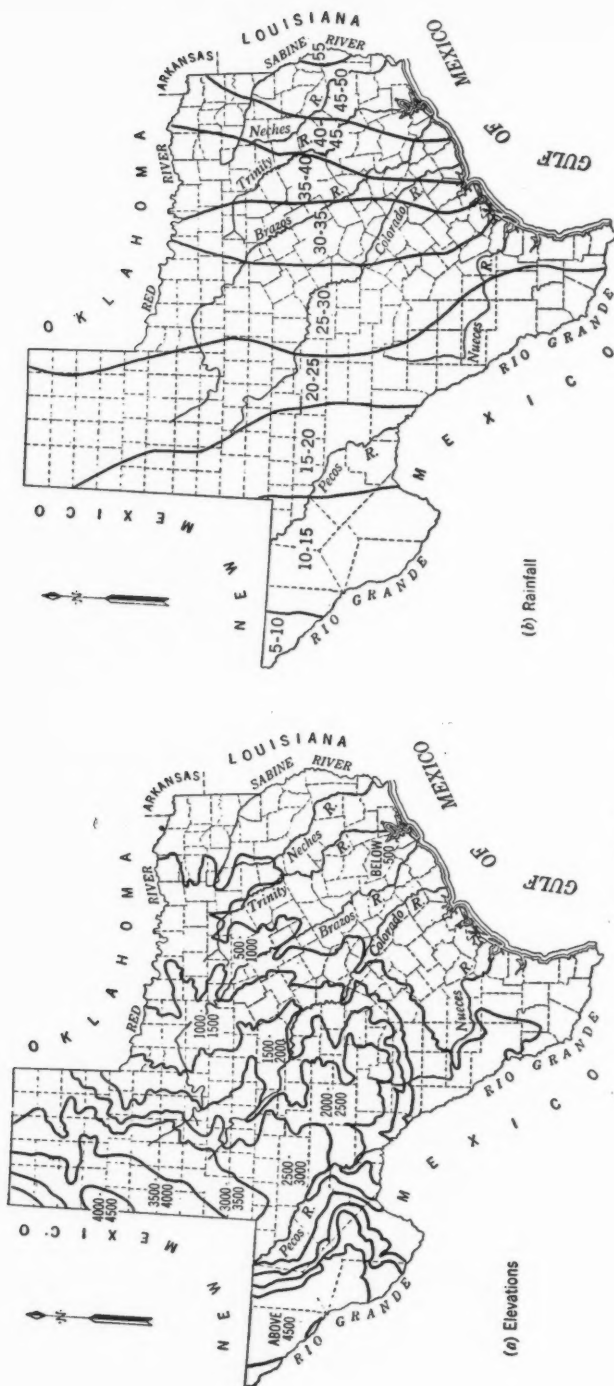 OKLAHOMA
ARKANSAS
LOUISIANA
RED RIVER
SABINE RIVER
NEW MEXICO
N
4000-4500
3500-4000
3000-3500
2500-3000
2000-2500
1500-2000
1000-1500
500-1000
BELOW 500
ABOVE 4500
Neches R.
Trinity R.
Brazos R.
Colorado R.
Nueces R.
Pecos R.
RIO GRANDE
RIO GRANDE
MEXICO
GULF OF MEXICO
(a) Elevations
OKLAHOMA
ARKANSAS
LOUISIANA
RED RIVER
SABINE RIVER
NEW MEXICO
N
5-10
10-15
15-20
20-25
25-30
30-35
35-40
40-45
45-50
55
Neches R.
Trinity R.
Brazos R.
Colorado R.
Nueces R.
Pecos R.
RIO GRANDE
RIO GRANDE
MEXICO
GULF OF MEXICO
(b) Rainfall